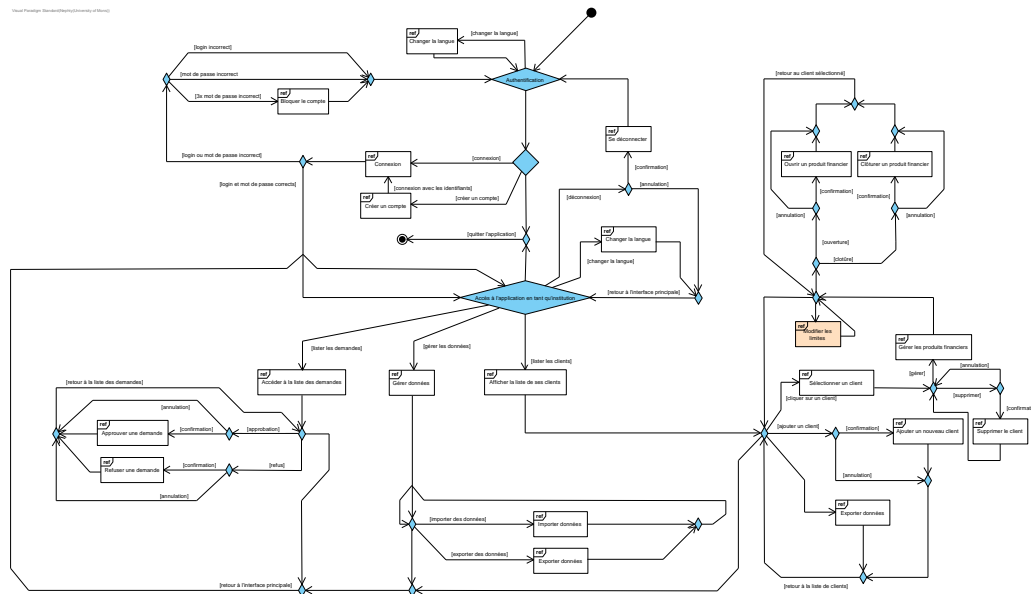 Visual Paradigm Standard(Stephy(University of Mons))
ref
Changer la langue
[changer la langue]
Authentification
[login incorrect]
[mot de passe incorrect
[3x mot de passe incorrect]
ref
Bloquer le compte
ref
Se déconnecter
[login ou mot de passe incorrect]
ref
Connexion
[connexion]
[login et mot de passe corrects]
[connexion avec les identifiants]
ref
Créer un compte
[créer un compte]
[confirmation]
[annulation]
[déconnexion]
[quitter l'application]
ref
Changer la langue
[changer la langue]
Accès à l'application en tant qu'institution
[retour à l'interface principale]
[lister les demandes]
[gérer les données]
[lister les clients]
ref
Accéder à la liste des demandes
ref
Gérer données
ref
Afficher la liste de ses clients
[retour à la liste des demandes]
[annulation]
ref
Approuver une demande
[confirmation]
[approbation]
ref
Refuser une demande
[confirmation]
[refus]
[annulation]
[importer des données]
ref
Importer données
[exporter des données]
ref
Exporter données
[retour à l'interface principale]
[retour au client sélectionné]
ref
Ouvrir un produit financier
ref
Clôturer un produit financier
[confirmation]
[confirmation]
[annulation]
[annulation]
[ouverture]
[clotûre]
ref
Modifier les
limites
ref
Gérer les produits financiers
ref
Sélectionner un client
[gérer]
[annulation]
[supprimer]
[cliquer sur un client]
[confirmat
[ajouter un client]
[confirmation]
ref
Ajouter un nouveau client
ref
Supprimer le client
[annulation]
ref
Exporter données
[retour à la liste de clients]